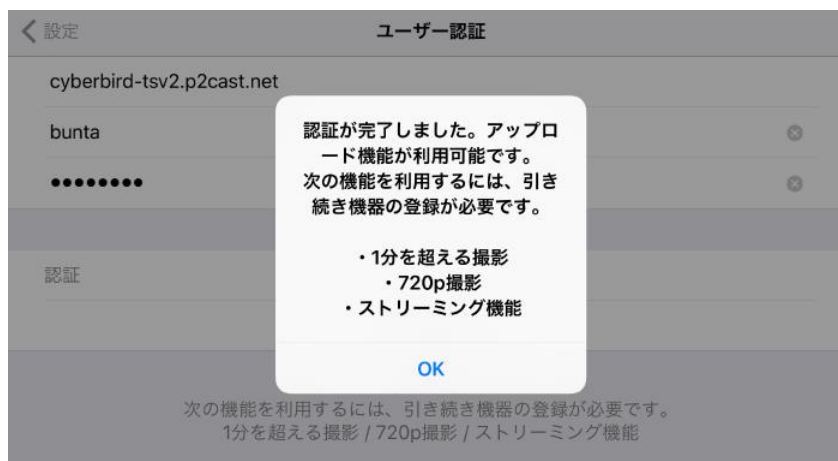 設定
ユーザー認証
cyberbird-tsv2.p2cast.net
bunta
••••••••
認証が完了しました。アップロ
ード機能が利用可能です。
次の機能を利用するには、引き
続き機器の登録が必要です。
・1分を超える撮影
・720p撮影
・ストリーミング機能
認証
OK
次の機能を利用するには、引き続き機器の登録が必要です。
1分を超える撮影 / 720p撮影 / ストリーミング機能